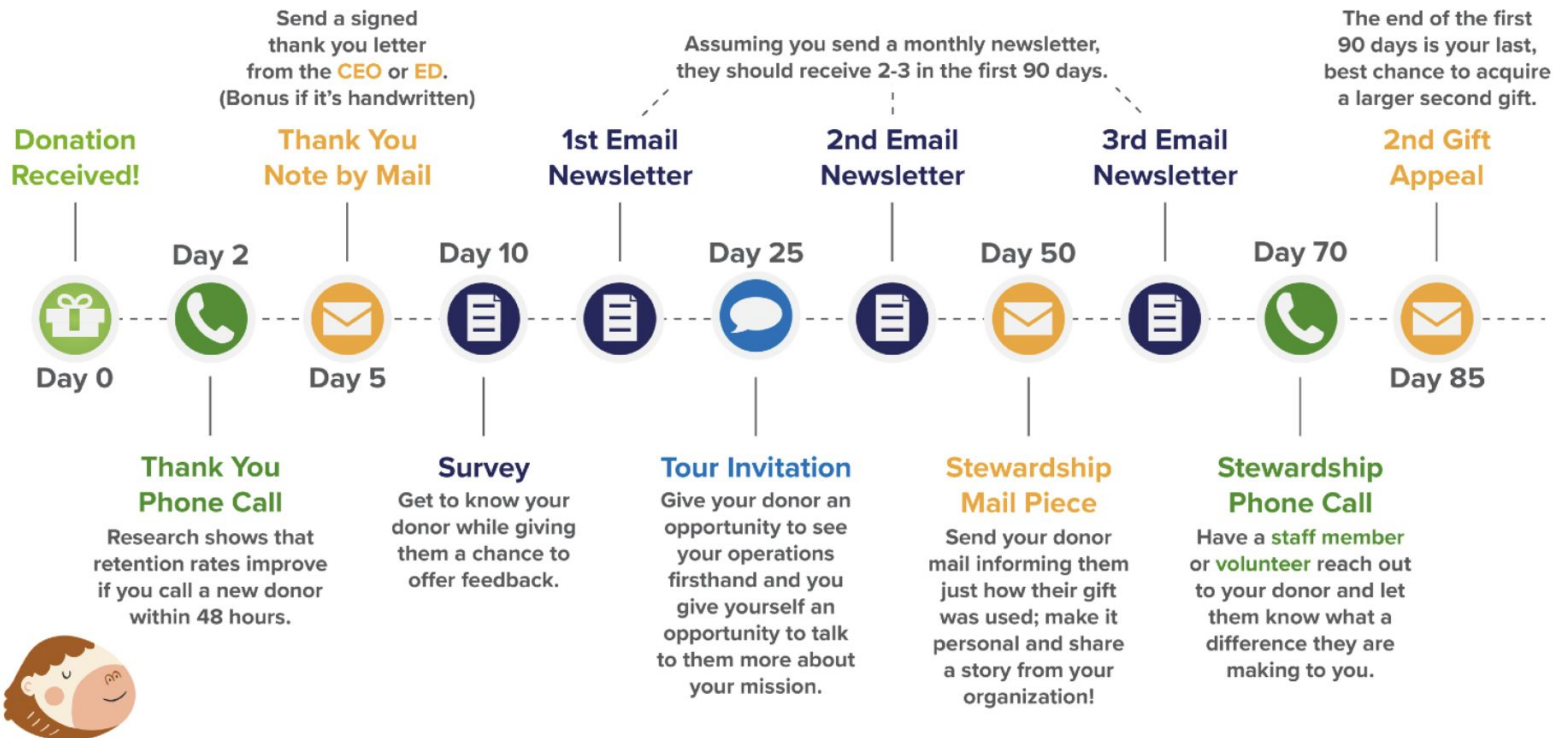 Send a signed
thank you letter
from the CEO or ED.
(Bonus if it's handwritten)
Assuming you send a monthly newsletter,
they should receive 2-3 in the first 90 days.
The end of the first
90 days is your last,
best chance to acquire
a larger second gift.
Donation
Received!
Thank You
Note by Mail
1st Email
Newsletter
2nd Email
Newsletter
3rd Email
Newsletter
2nd Gift
Appeal
Day 0
Day 2
Day 5
Day 10
Day 25
Day 50
Day 70
Day 85
Thank You
Phone Call
Research shows that
retention rates improve
if you call a new donor
within 48 hours.
Survey
Get to know your
donor while giving
them a chance to
offer feedback.
Tour Invitation
Give your donor an
opportunity to see
your operations
firsthand and you
give yourself an
opportunity to talk
to them more about
your mission.
Stewardship
Mail Piece
Send your donor
mail informing them
just how their gift
was used; make it
personal and share
a story from your
organization!
Stewardship
Phone Call
Have a staff member
or volunteer reach out
to your donor and let
them know what a
difference they are
making to you.